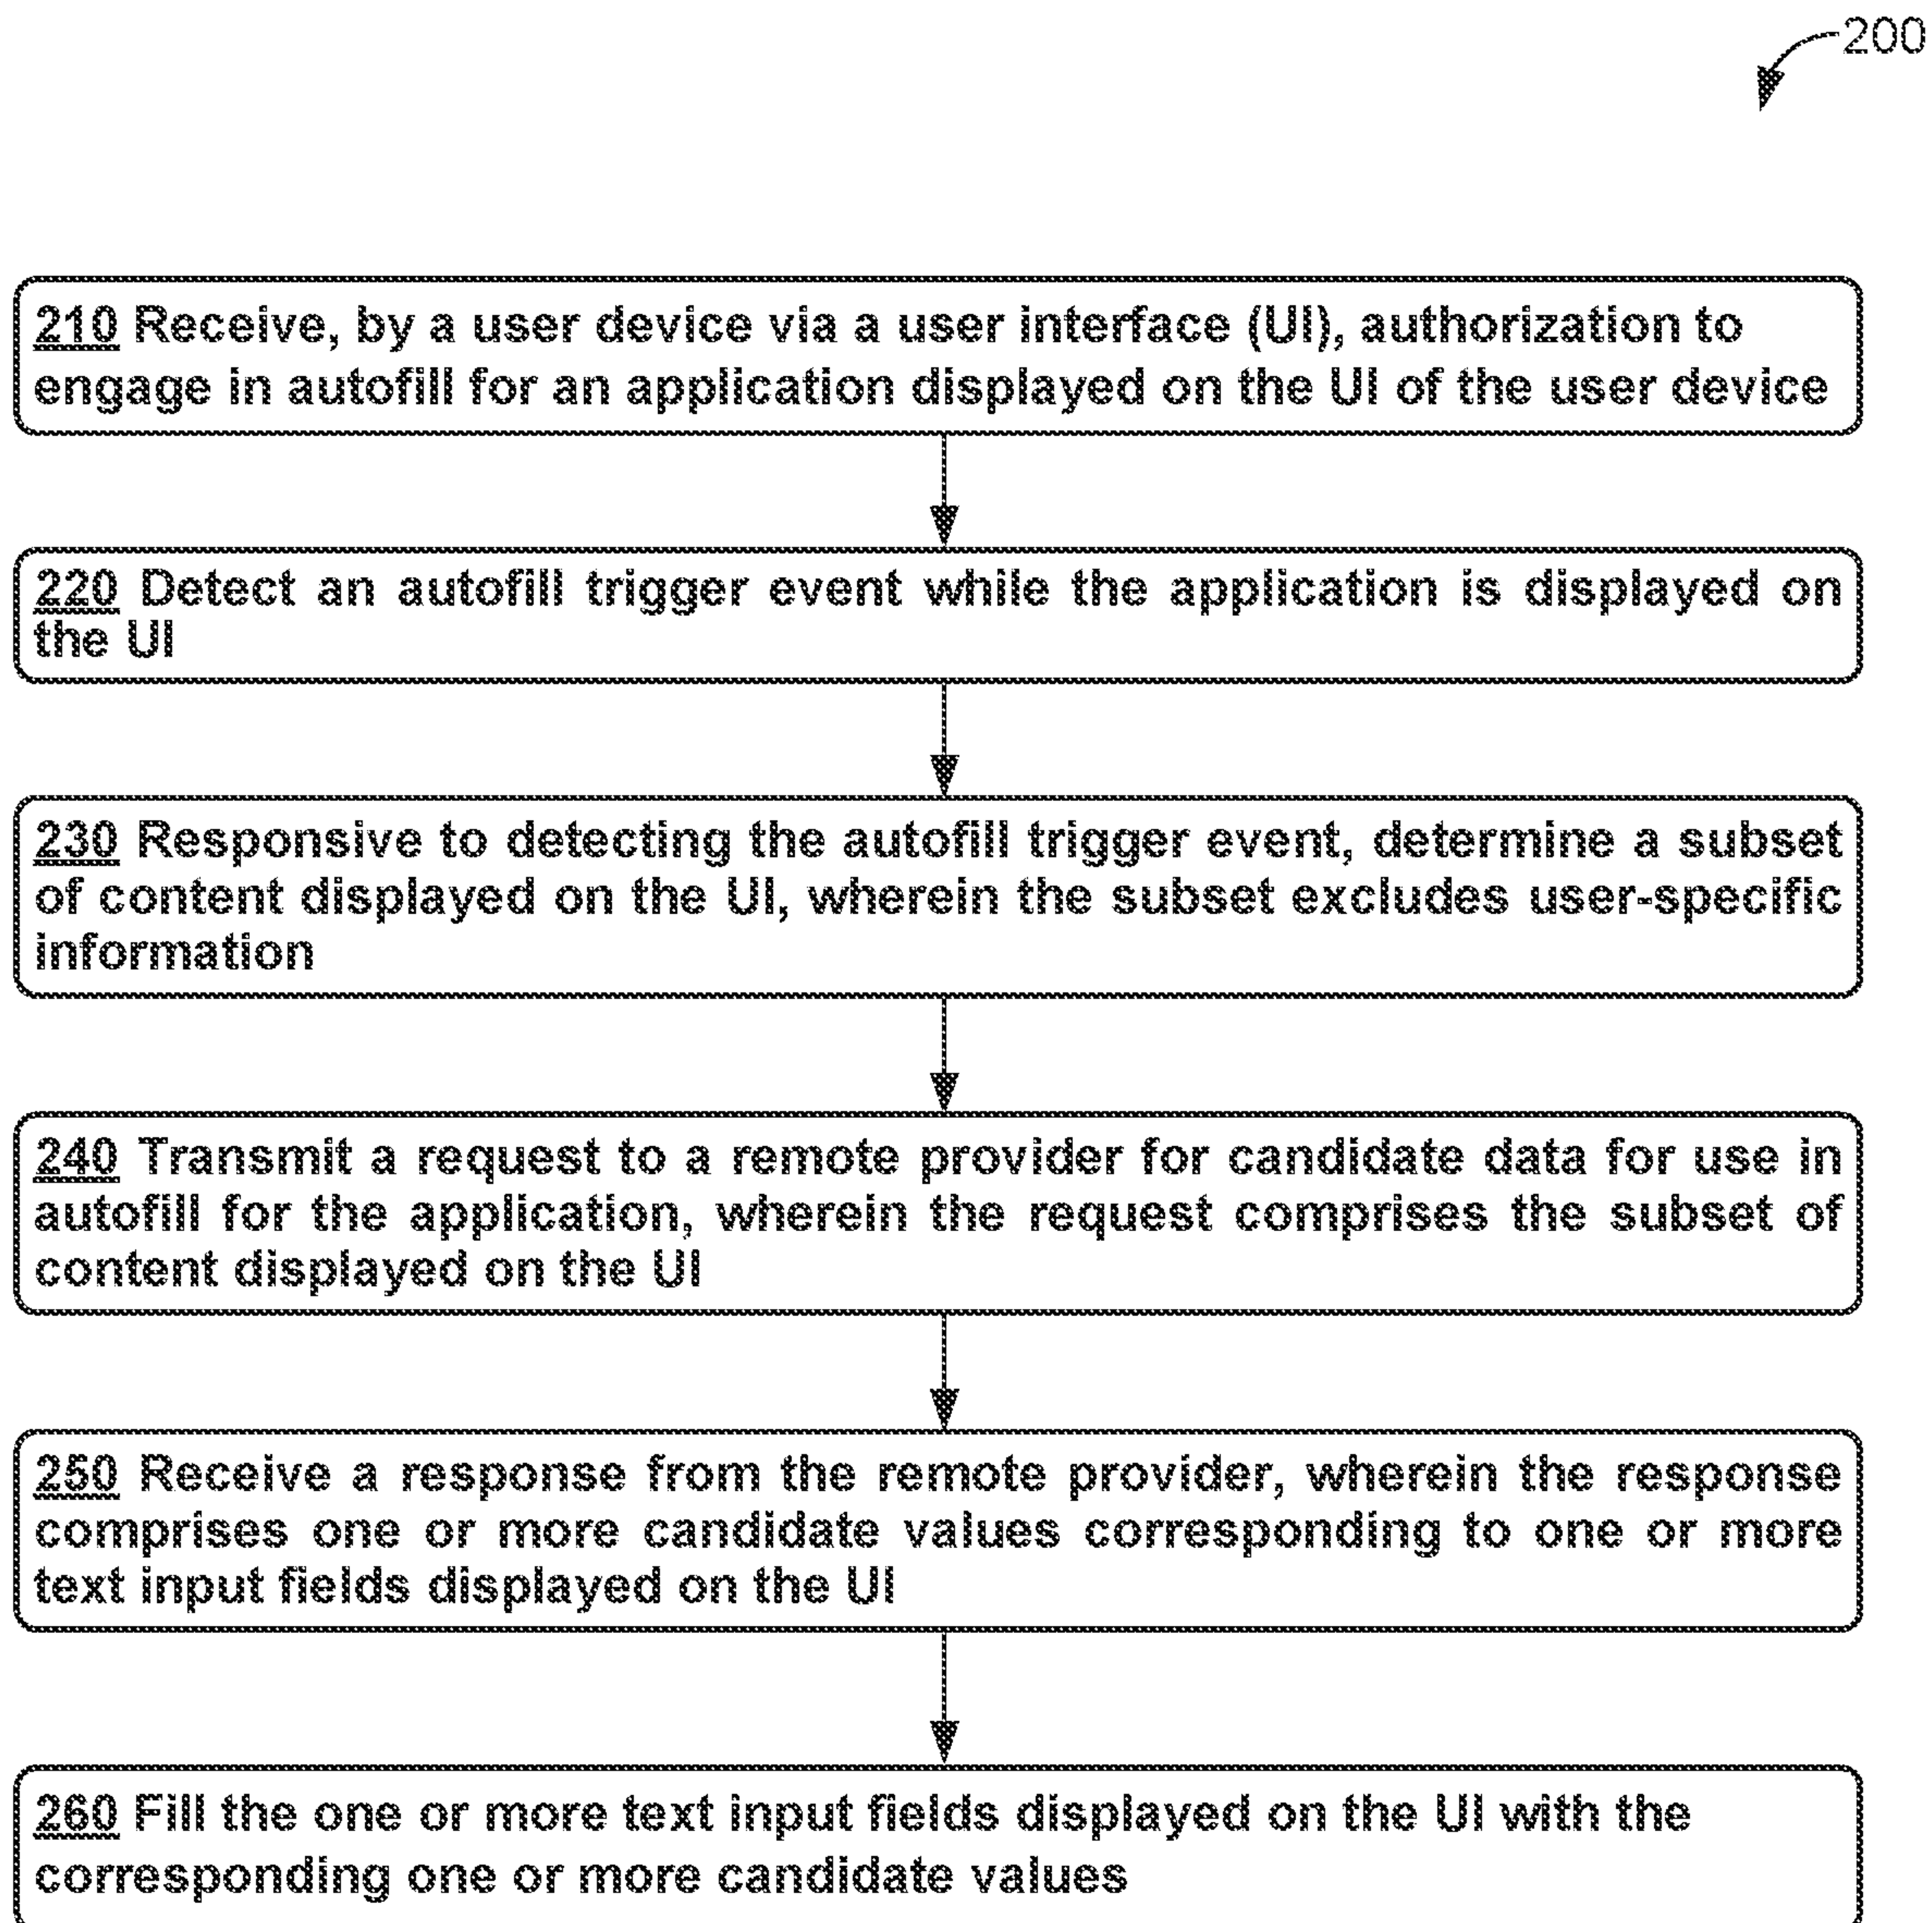 200
210 Receive, by a user device via a user interface (UI), authorization to
engage in autofill for an application displayed on the UI of the user device
220 Detect an autofill trigger event while the application is displayed on
the UI
230 Responsive to detecting the autofill trigger event, determine a subset
of content displayed on the UI, wherein the subset excludes user-specific
information
240 Transmit a request to a remote provider for candidate data for use in
autofill for the application, wherein the request comprises the subset of
content displayed on the UI
250 Receive a response from the remote provider, wherein the response
comprises one or more candidate values corresponding to one or more
text input fields displayed on the UI
260 Fill the one or more text input fields displayed on the UI with the
corresponding one or more candidate values